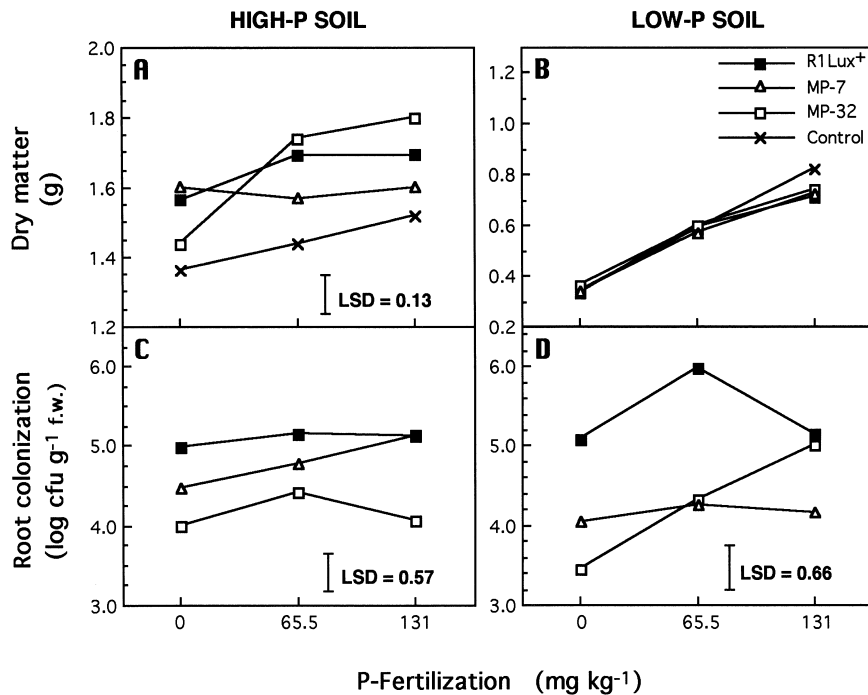 HIGH-P SOIL
LOW-P SOIL
Dry matter
(g)
2.0
1.8
1.6
1.4
1.2
A
LSD = 0.13
1.2
1.0
0.8
0.6
0.4
0.2
B
R1Lux+
MP-7
MP-32
Control
Root colonization
(log cfu g-1 f.w.)
6.0
5.0
4.0
3.0
C
LSD = 0.57
0 65.5 131
6.0
5.0
4.0
3.0
D
LSD = 0.66
0 65.5 131
P-Fertilization (mg kg-1)